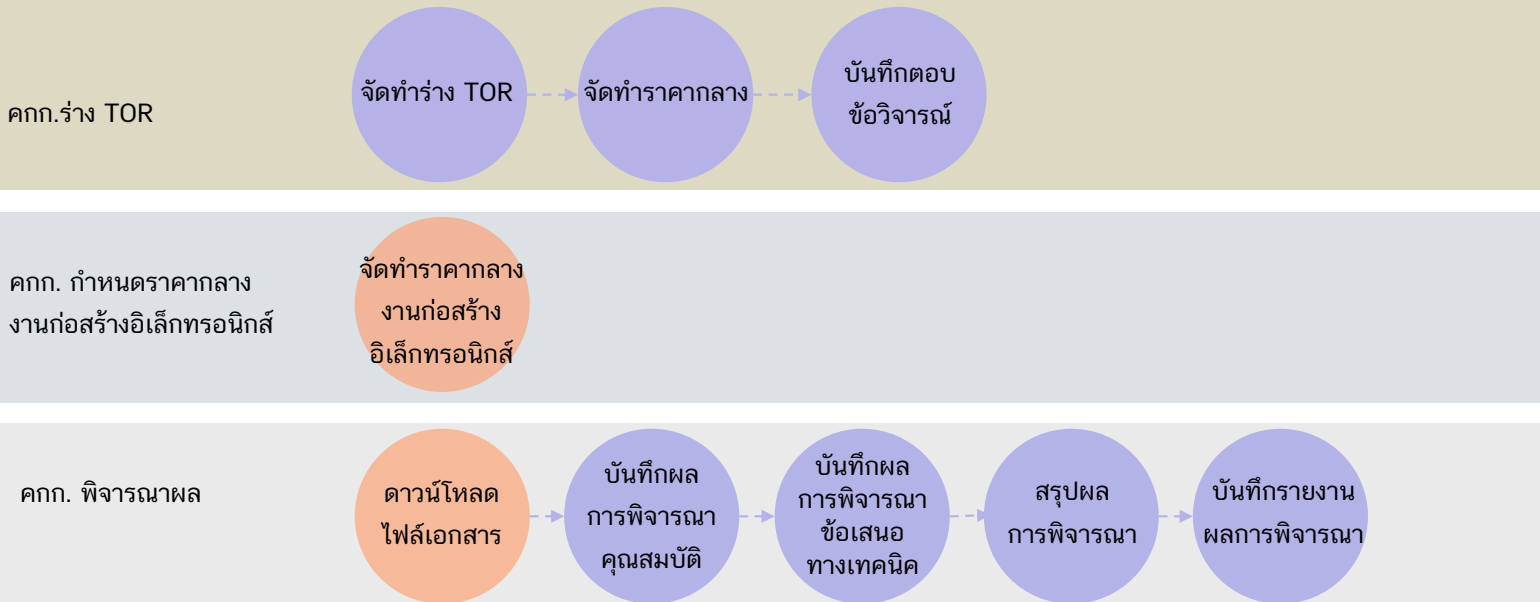 คกก.ร่าง TOR
จัดทำร่าง TOR
จัดทำราคากลาง
บันทึกตอบ
ข้อวิจารณ์
คกก. กำหนดราคากลาง
งานก่อสร้างอิเล็กทรอนิกส์
จัดทำราคากลาง
งานก่อสร้าง
อิเล็กทรอนิกส์
คกก. พิจารณาผล
ดาวน์โหลด
ไฟล์เอกสาร
บันทึกผล
การพิจารณา
คุณสมบัติ
บันทึกผล
การพิจารณา
ข้อเสนอ
ทางเทคนิค
สรุปผล
การพิจารณา
บันทึกรายงาน
ผลการพิจารณา